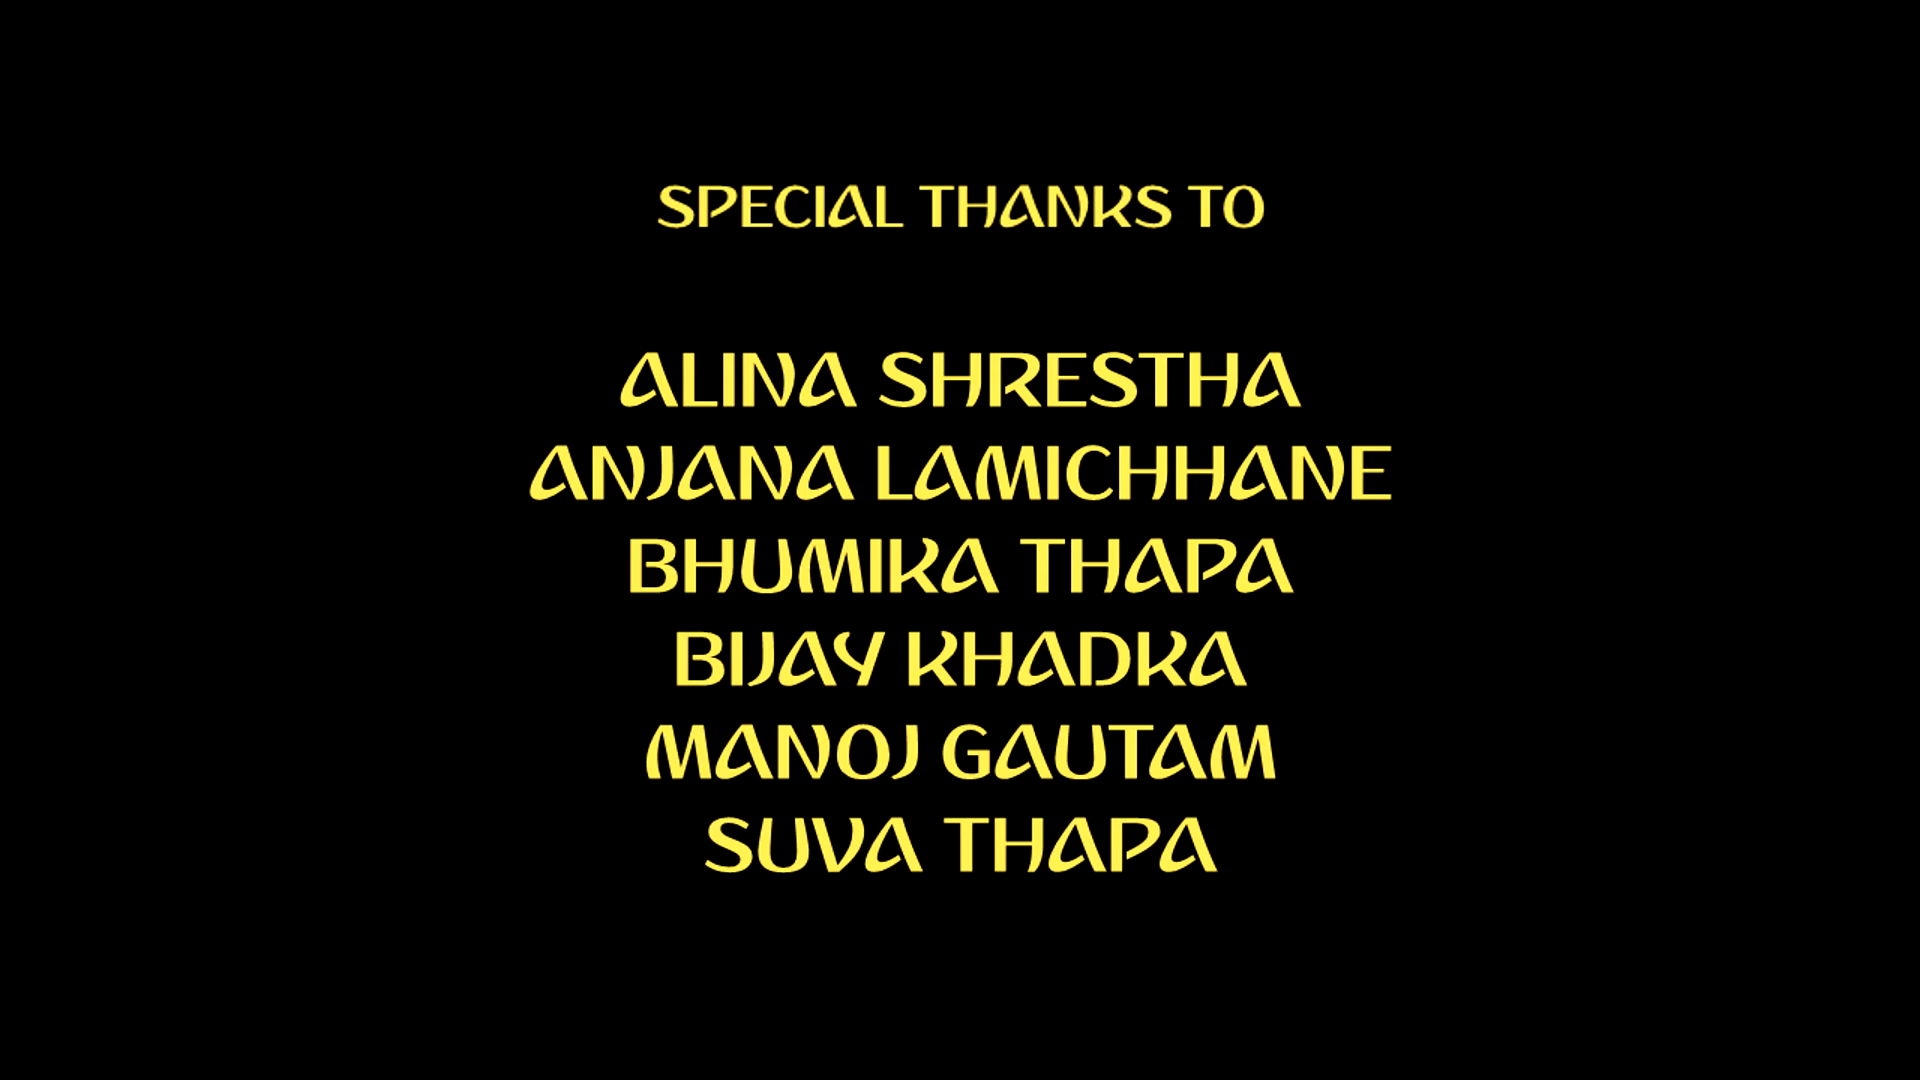 SPECIAL THANKS TO
ALINA SHRESTHA
ANJANA LAMICHHANE
BHUMIKA THAPA
BIJAY KHADKA
MANOJ GAUTAM
SUVA THAPA